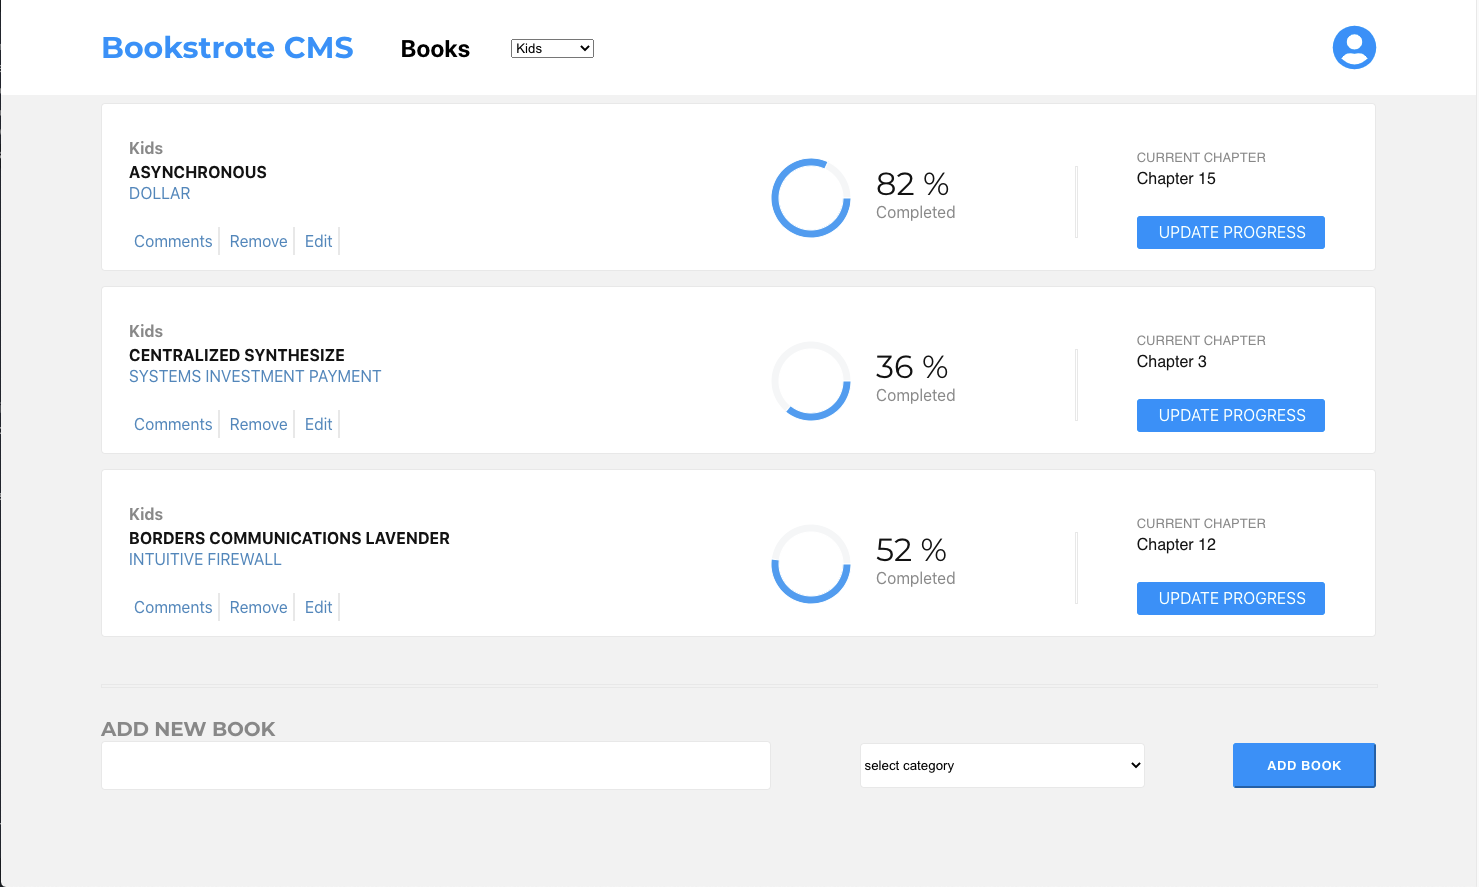 Bookstrote CMS
Books
Kids
Kids
ASYNCHRONOUS
DOLLAR
Comments
Remove
Edit
82 %
Completed
CURRENT CHAPTER
Chapter 15
UPDATE PROGRESS
Kids
CENTRALIZED SYNTHESIZE
SYSTEMS INVESTMENT PAYMENT
Comments
Remove
Edit
36 %
Completed
CURRENT CHAPTER
Chapter 3
UPDATE PROGRESS
Kids
BORDERS COMMUNICATIONS LAVENDER
INTUITIVE FIREWALL
Comments
Remove
Edit
52 %
Completed
CURRENT CHAPTER
Chapter 12
UPDATE PROGRESS
ADD NEW BOOK
select category
ADD BOOK